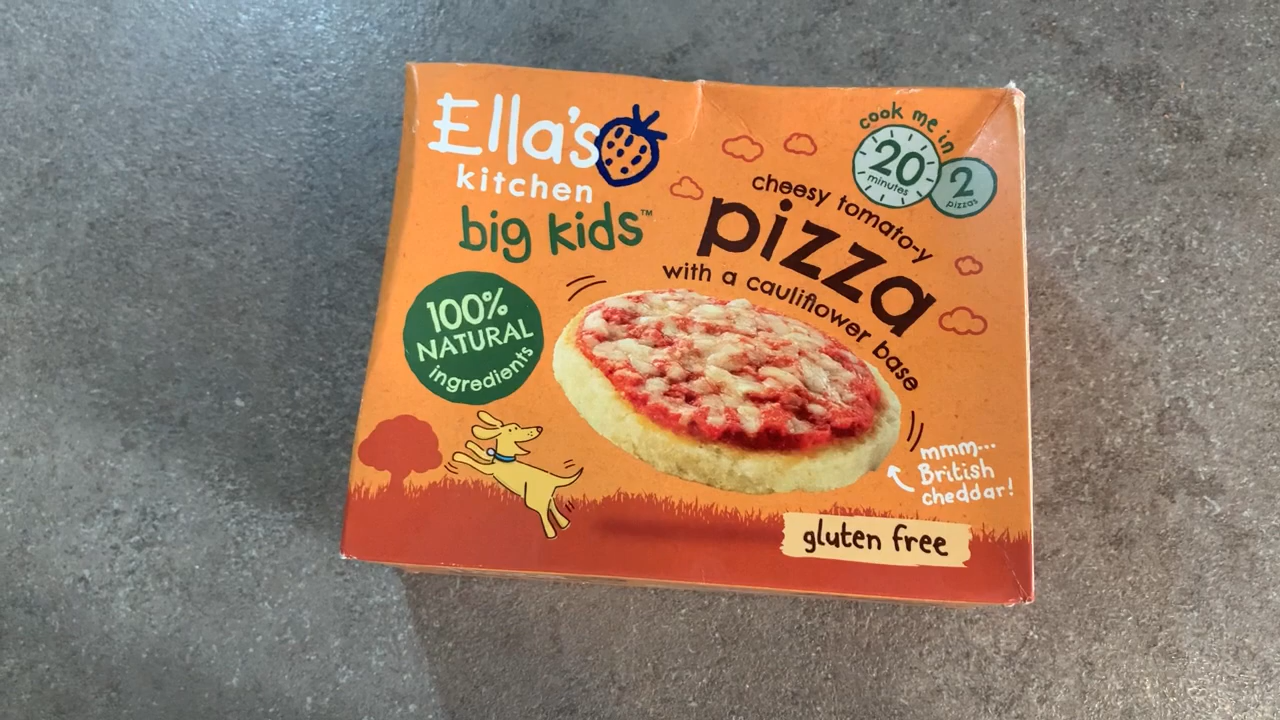 Ella's
kitchen
big kids™
100%
NATURAL
ingredients
cook me in
20
minutes
2
pizzas
cheesy tomato-y
pizza
with a cauliflower base
mmm...
British
cheddar!
gluten free